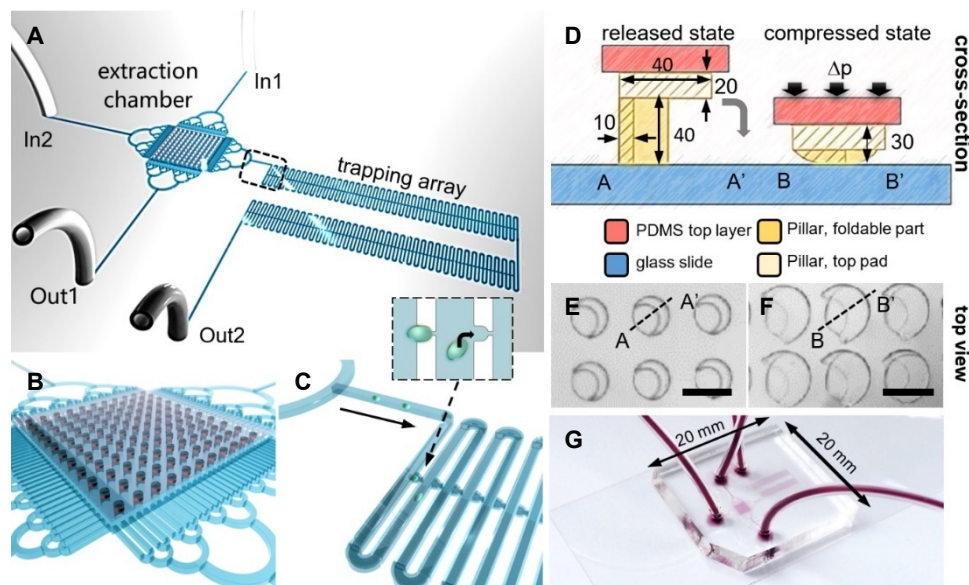 A
extraction
chamber
In1
In2
trapping array
Out1
Out2
B
C
D
released state
compressed state
cross-section
40
20
Δp
10
40
30
A
A'
B
B'
PDMS top layer
Pillar, foldable part
glass slide
Pillar, top pad
E
A'
A
F
B'
B
top view
G
20 mm
20 mm